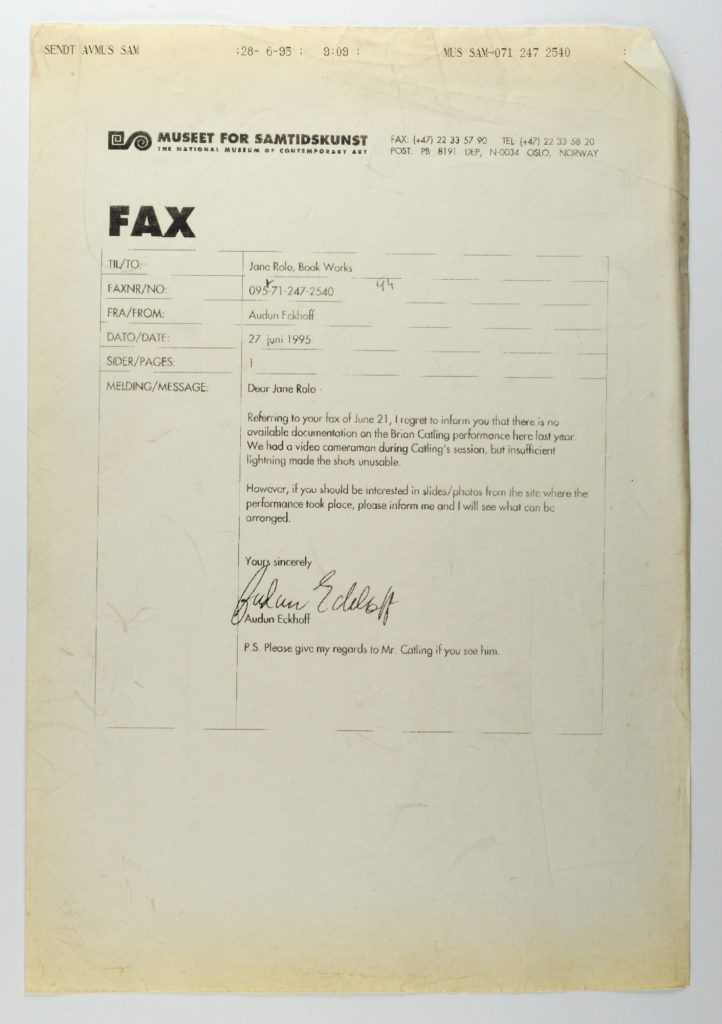 SENDT AVMUS SAM :28- 6-95 : 9:09 : MUS SAM→071 247 2540 :
MUSEET FOR SAMTIDSKUNST
THE NATIONAL MUSEUM OF CONTEMPORARY ART
FAX: (+47) 22 33 57 90 TEL: (+47) 22 33 58 20
POST. PB 8191 DEP, N-0034 OSLO, NORWAY
FAX
TIL/TO: Jane Rolo, Book Works
FAXNR/NO: 095-71-247-2540 44
FRA/FROM: Audun Eckhoff
DATO/DATE: 27. juni 1995
SIDER/PAGES: 1
MELDING/MESSAGE: Dear Jane Rolo -
Referring to your fax of June 21, I regret to inform you that there is no
available documentation on the Brian Catling performance here last year.
We had a video cameraman during Catling's session, but insufficient
lightning made the shots unusable.
However, if you should be interested in slides/photos from the site where the
performance took place, please inform me and I will see what can be
arranged.
Yours sincerely
Audun Eckhoff
Audun Eckhoff
P.S. Please give my regards to Mr. Catling if you see him.